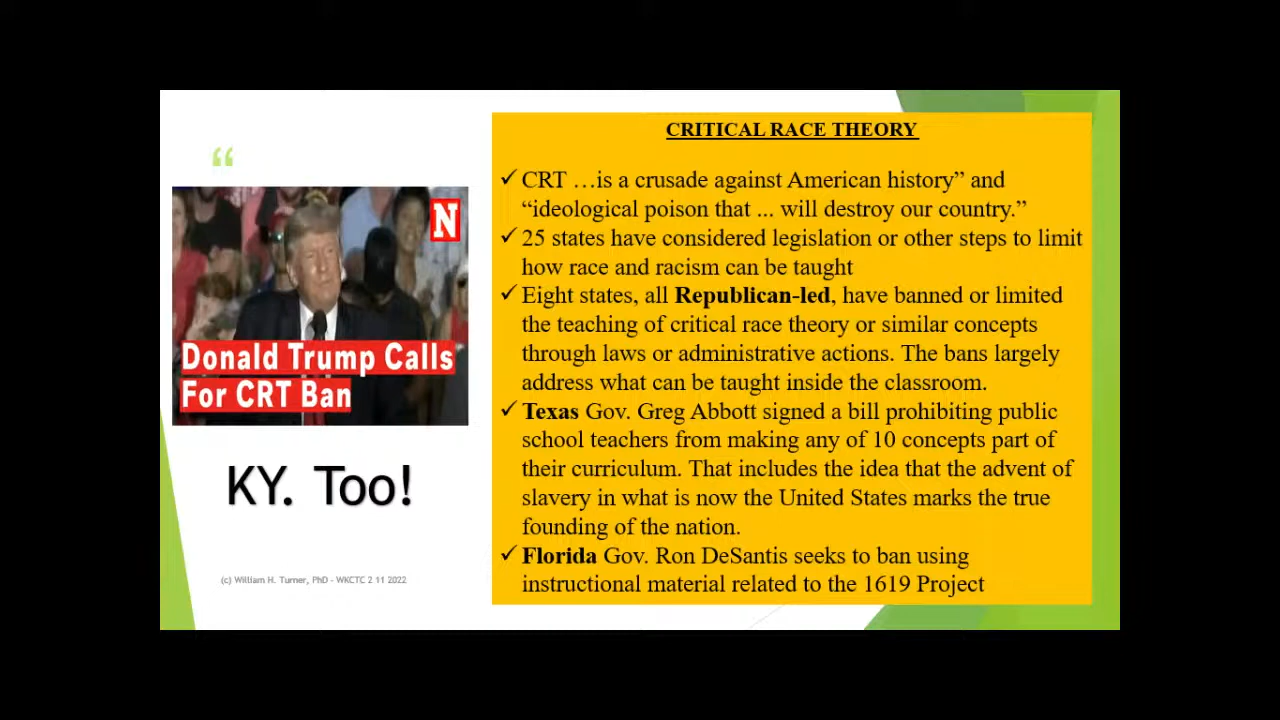 “
N
Donald Trump Calls
For CRT Ban
KY. Too!
(c) William H. Turner, PhD - WKCTC 2 11 2022
CRITICAL RACE THEORY
✓ CRT …is a crusade against American history” and
“ideological poison that ... will destroy our country.”
✓ 25 states have considered legislation or other steps to limit
how race and racism can be taught
✓ Eight states, all Republican-led, have banned or limited
the teaching of critical race theory or similar concepts
through laws or administrative actions. The bans largely
address what can be taught inside the classroom.
✓ Texas Gov. Greg Abbott signed a bill prohibiting public
school teachers from making any of 10 concepts part of
their curriculum. That includes the idea that the advent of
slavery in what is now the United States marks the true
founding of the nation.
✓ Florida Gov. Ron DeSantis seeks to ban using
instructional material related to the 1619 Project